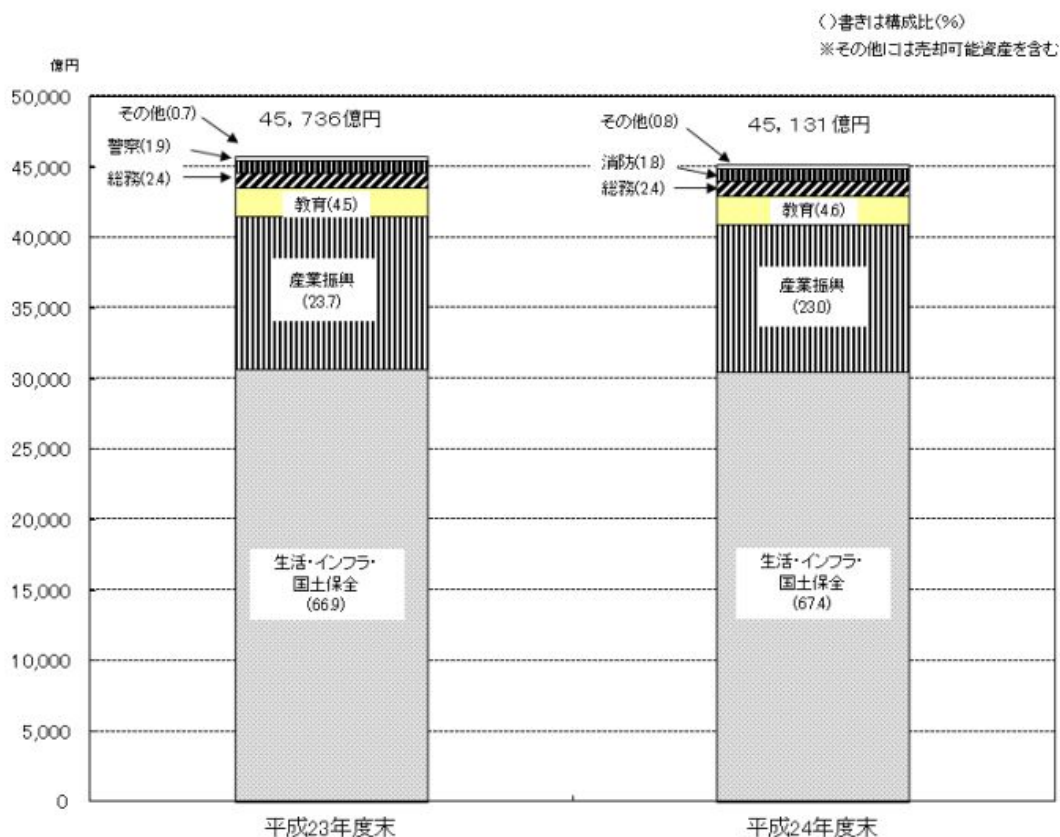 ()書きは構成比(%)
※その他には売却可能資産を含む
億円
50,000
45,000
40,000
35,000
30,000
25,000
20,000
15,000
10,000
5,000
0
その他(0.7)
45,736億円
警察(1.9)
総務(2.4)
教育(4.5)
産業振興
(23.7)
生活・インフラ・
国土保全
(66.9)
平成23年度末
その他(0.8)
45,131億円
消防(1.8)
総務(2.4)
教育(4.6)
産業振興
(23.0)
生活・インフラ・
国土保全
(67.4)
平成24年度末